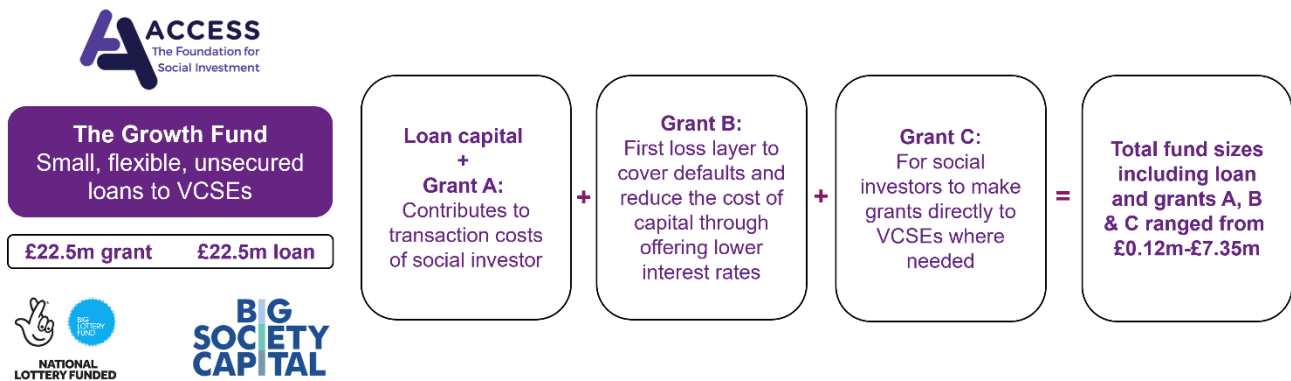 ACCESS
The Foundation for
Social Investment
The Growth Fund
Small, flexible, unsecured
loans to VCSEs
£22.5m grant £22.5m loan
BIG
LOTTERY
FUND
NATIONAL
LOTTERY FUNDED
BIG
SOCIETY
CAPITAL
Loan capital
+
Grant A:
Contributes to
transaction costs
of social investor
+
Grant B:
First loss layer to
cover defaults and
reduce the cost of
capital through
offering lower
interest rates
+
Grant C:
For social
investors to make
grants directly to
VCSEs where
needed
=
Total fund sizes
including loan
and grants A, B
& C ranged from
£0.12m-£7.35m